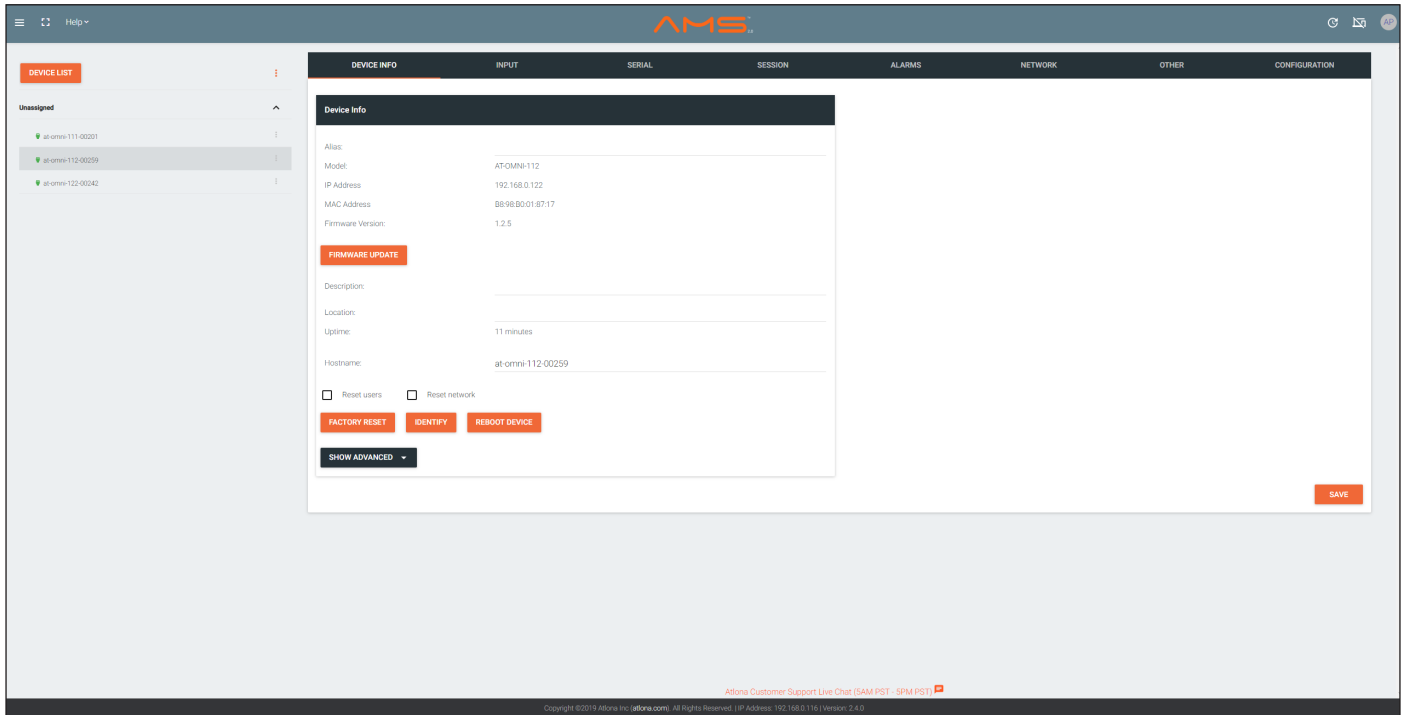 Help
AMS
AP
DEVICE LIST
Unassigned
at-omni-111-00201
at-omni-112-00259
at-omni-122-00242
DEVICE INFO INPUT SERIAL SESSION ALARMS NETWORK OTHER CONFIGURATION
Device Info
Alias:
Model: AT-OMNI-112
IP Address 192.168.0.122
MAC Address B8:98:B0:01:87:17
Firmware Version: 1.2.5
FIRMWARE UPDATE
Description:
Location:
Uptime: 11 minutes
Hostname: at-omni-112-00259
Reset users Reset network
FACTORY RESET IDENTIFY REBOOT DEVICE
SHOW ADVANCED
SAVE
Atlona Customer Support Live Chat (5AM PST - 5PM PST)
Copyright ©2019 Atlona Inc (atlona.com). All Rights Reserved. | IP Address: 192.168.0.116 | Version: 2.4.0